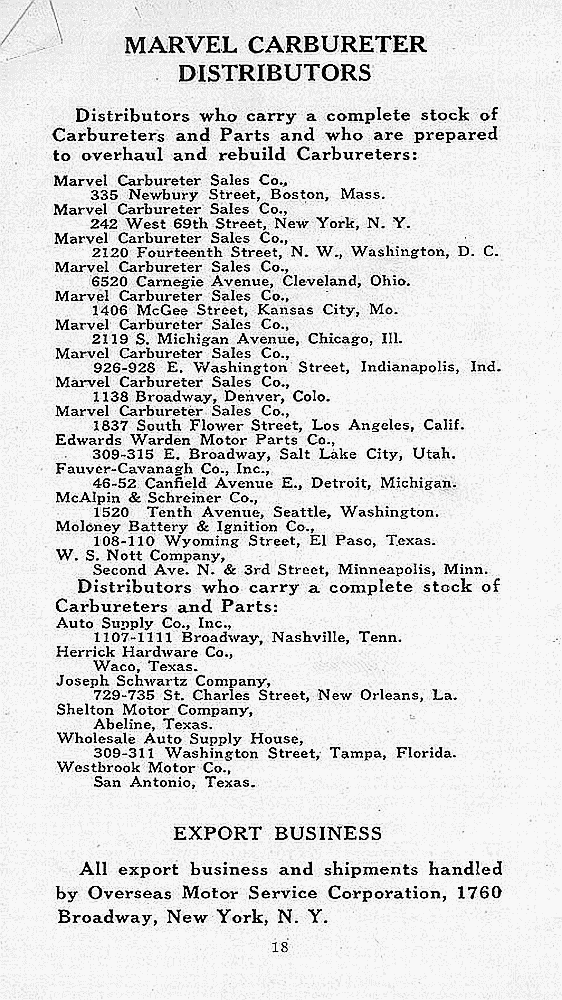 MARVEL CARBURETER
DISTRIBUTORS
Distributors who carry a complete stock of
Carbureters and Parts and who are prepared
to overhaul and rebuild Carbureters:
Marvel Carbureter Sales Co.,
335 Newbury Street, Boston, Mass.
Marvel Carbureter Sales Co.,
242 West 69th Street, New York, N. Y.
Marvel Carbureter Sales Co.,
2120 Fourteenth Street, N. W., Washington, D. C.
Marvel Carbureter Sales Co.,
6520 Carnegie Avenue, Cleveland, Ohio.
Marvel Carbureter Sales Co.,
1406 McGee Street, Kansas City, Mo.
Marvel Carbureter Sales Co.,
2119 S. Michigan Avenue, Chicago, Ill.
Marvel Carbureter Sales Co.,
926-928 E. Washington Street, Indianapolis, Ind.
Marvel Carbureter Sales Co.,
1138 Broadway, Denver, Colo.
Marvel Carbureter Sales Co.,
1837 South Flower Street, Los Angeles, Calif.
Edwards Warden Motor Parts Co.,
309-315 E. Broadway, Salt Lake City, Utah.
Fauver-Cavanagh Co., Inc.,
46-52 Canfield Avenue E., Detroit, Michigan.
McAlpin & Schreiner Co.,
1520 Tenth Avenue, Seattle, Washington.
Moloney Battery & Ignition Co.,
108-110 Wyoming Street, El Paso, Texas.
W. S. Nott Company,
Second Ave. N. & 3rd Street, Minneapolis, Minn.
Distributors who carry a complete stock of
Carbureters and Parts:
Auto Supply Co., Inc.,
1107-1111 Broadway, Nashville, Tenn.
Herrick Hardware Co.,
Waco, Texas.
Joseph Schwartz Company,
729-735 St. Charles Street, New Orleans, La.
Shelton Motor Company,
Abeline, Texas.
Wholesale Auto Supply House,
309-311 Washington Street, Tampa, Florida.
Westbrook Motor Co.,
San Antonio, Texas.
EXPORT BUSINESS
All export business and shipments handled
by Overseas Motor Service Corporation, 1760
Broadway, New York, N. Y.
18